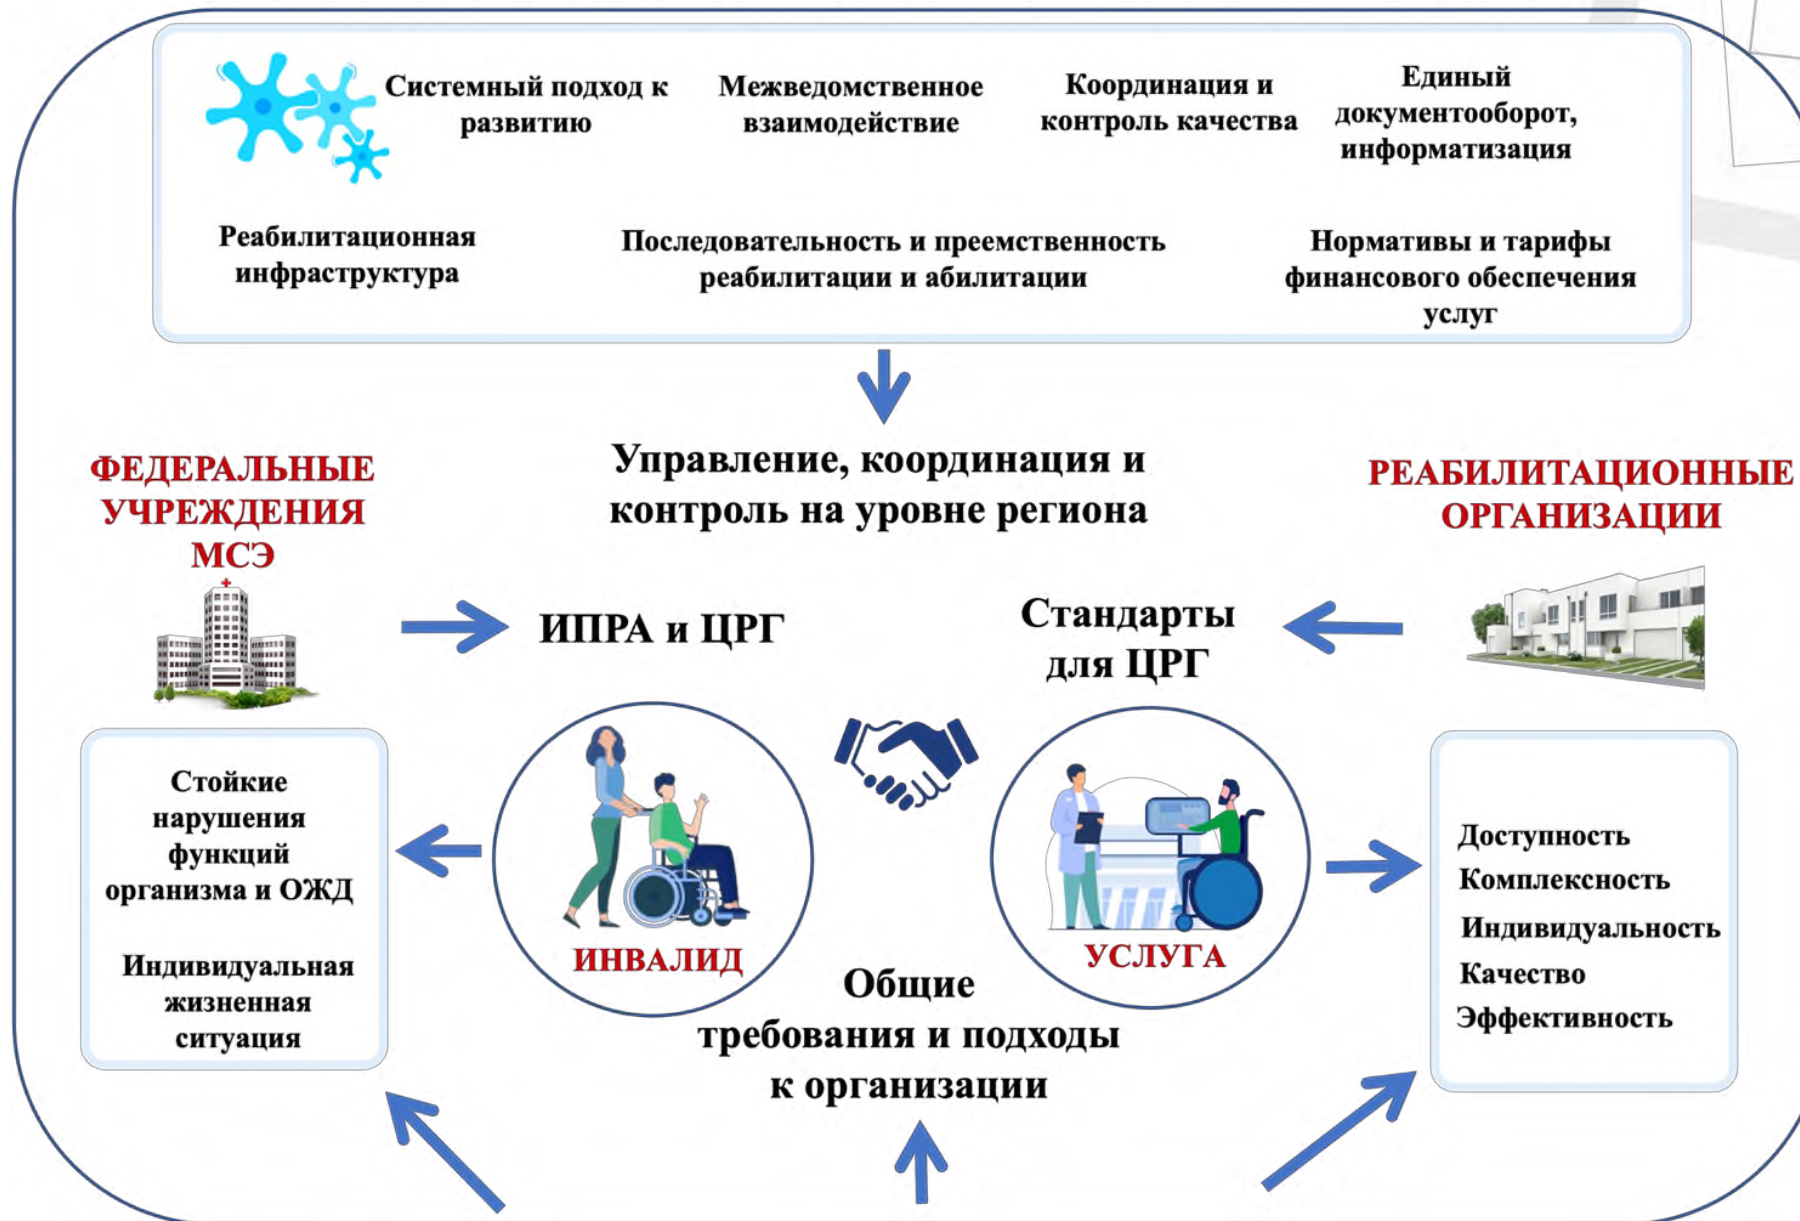 Системный подход к
развитию
Межведомственное
взаимодействие
Координация и
контроль качества
Единый
документооборот,
информатизация
Реабилитационная
инфраструктура
Последовательность и преемственность
реабилитации и абилитации
Нормативы и тарифы
финансового обеспечения
услуг
ФЕДЕРАЛЬНЫЕ
УЧРЕЖДЕНИЯ
МСЭ
Управление, координация и
контроль на уровне региона
РЕАБИЛИТАЦИОННЫЕ
ОРГАНИЗАЦИИ
ИПРА и ЦРГ
Стандарты
для ЦРГ
Стойкие
нарушения
функций
организма и ОЖД
Индивидуальная
жизненная
ситуация
ИНВАЛИД
УСЛУГА
Общие
требования и подходы
к организации
Доступность
Комплексность
Индивидуальность
Качество
Эффективность